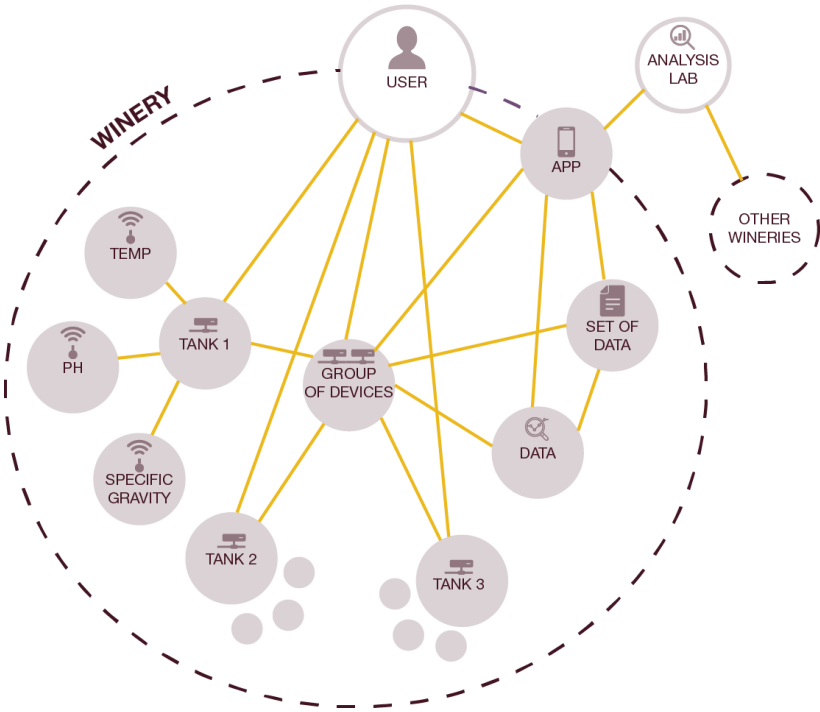 USER
ANALYSIS
LAB
WINERY
APP
OTHER
WINERIES
TEMP
SET OF
DATA
TANK 1
PH
GROUP
OF DEVICES
DATA
SPECIFIC
GRAVITY
TANK 2
TANK 3